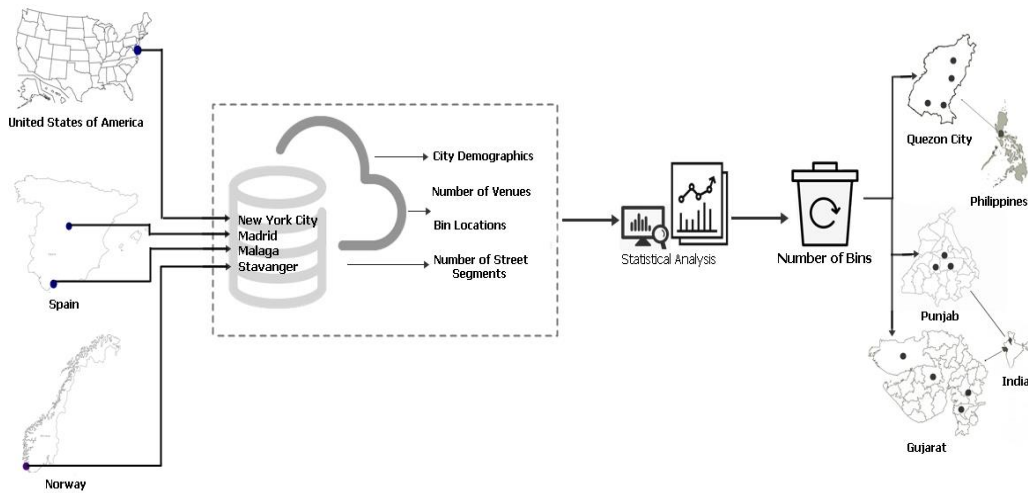 United States of America
Spain
Norway
New York City
Madrid
Malaga
Stavanger
City Demographics
Number of Venues
Bin Locations
Number of Street
Segments
Statistical Analysis
Number of Bins
Quezon City
Philippines
Punjab
India
Gujarat